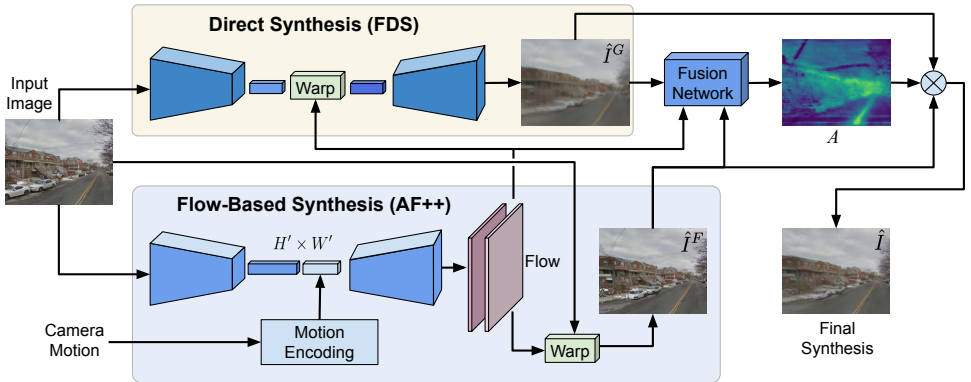 Direct Synthesis (FDS)
Input
Image
Warp
Î^G
Fusion
Network
A
Flow-Based Synthesis (AF++)
H′ × W′
Flow
Î^F
Î
Camera
Motion
Motion
Encoding
Warp
Final
Synthesis